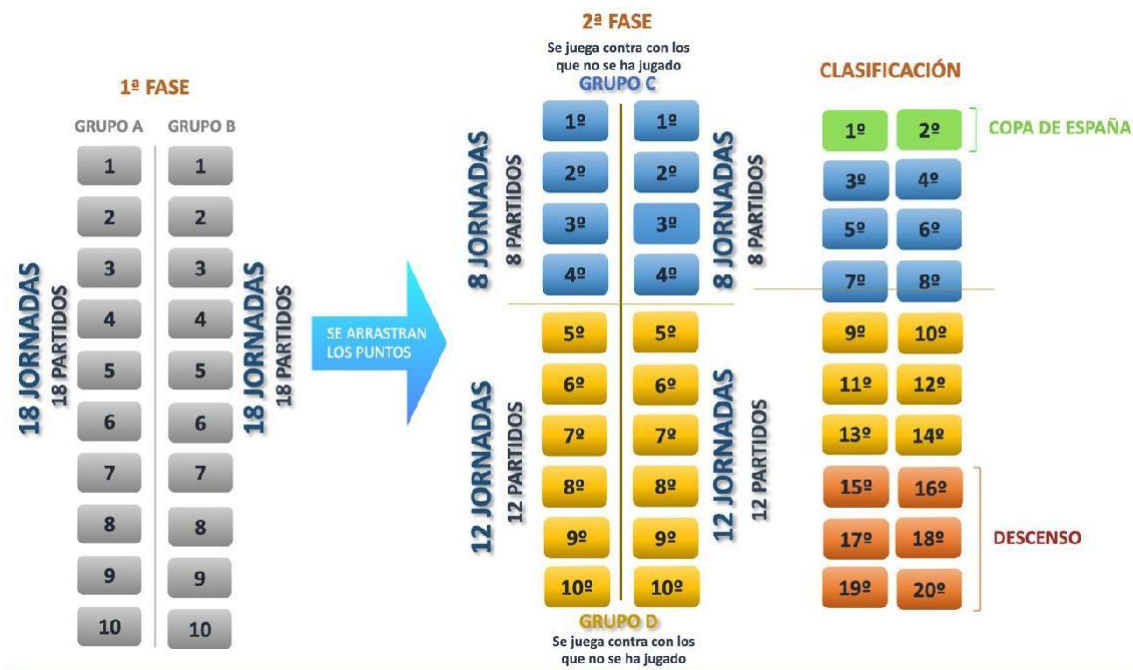 1ª FASE
GRUPO A
GRUPO B
18 JORNADAS
18 PARTIDOS
1
2
3
4
5
6
7
8
9
10
1
2
3
4
5
6
7
8
9
10
18 JORNADAS
18 PARTIDOS
SE ARRASTRAN
LOS PUNTOS
2ª FASE
Se juega contra con los
que no se ha jugado
GRUPO C
8 JORNADAS
8 PARTIDOS
1º 1º
2º 2º
3º 3º
4º 4º
8 JORNADAS
8 PARTIDOS
12 JORNADAS
12 PARTIDOS
5º 5º
6º 6º
7º 7º
8º 8º
9º 9º
10º 10º
12 JORNADAS
12 PARTIDOS
GRUPO D
Se juega contra con los
que no se ha jugado
CLASIFICACIÓN
1º 2º
COPA DE ESPAÑA
3º 4º
5º 6º
7º 8º
9º 10º
11º 12º
13º 14º
15º 16º
17º 18º
19º 20º
DESCENSO